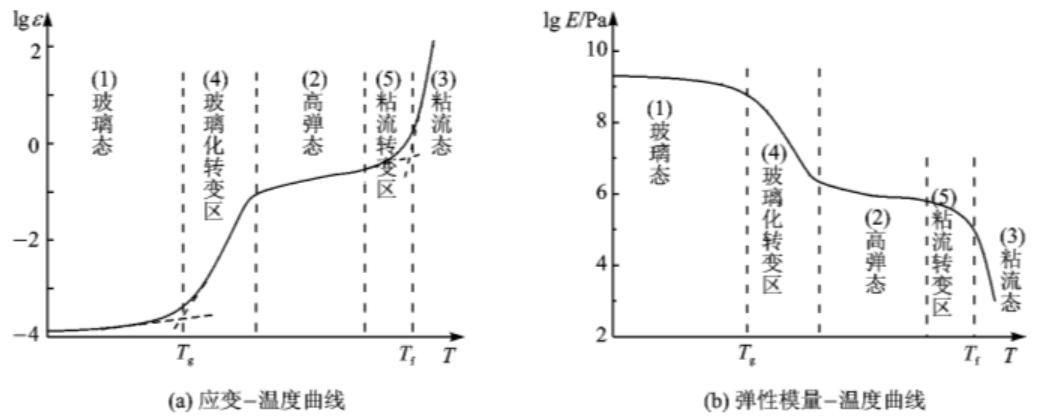 lg ε
2
0
−2
−4
(1)
玻璃态
(4)
玻璃化转变区
(2)
高弹态
(5)
粘流转变区
(3)
粘流态
Tg
Tf
T
(a) 应变−温度曲线
lg E/Pa
10
8
6
4
2
(1)
玻璃态
(4)
玻璃化转变区
(2)
高弹态
(5)
粘流转变区
(3)
粘流态
Tg
Tf
T
(b) 弹性模量−温度曲线